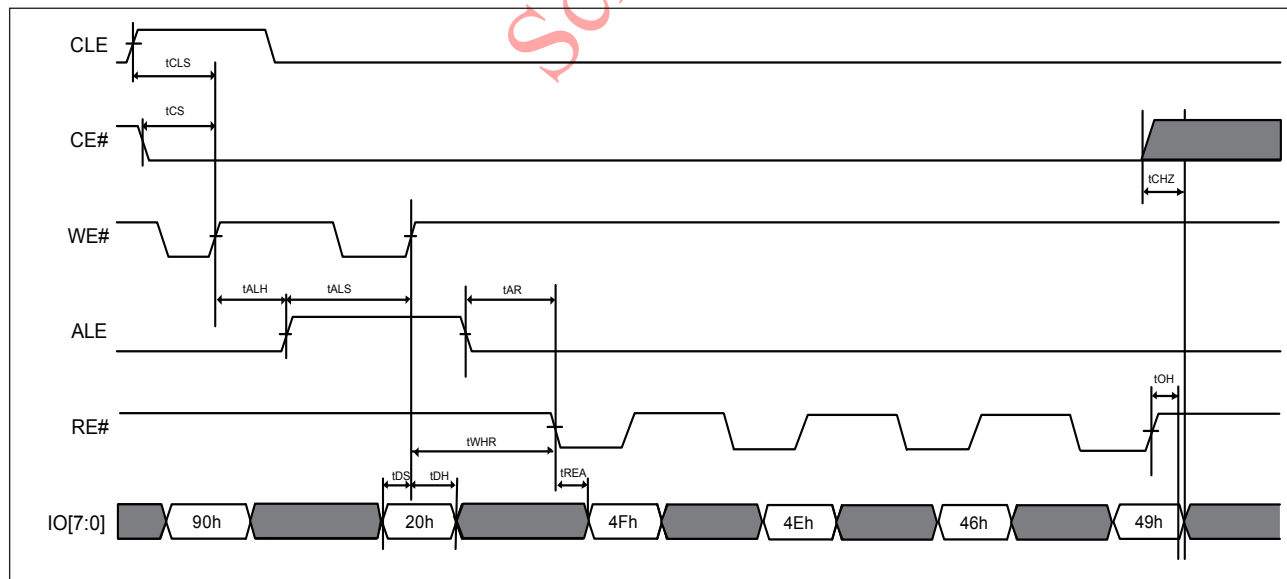 So
CLE
tCLS
tCS
CE#
tCHZ
WE#
tALH
tALS
tAR
ALE
tOH
RE#
tWHR
tDS
tDH
tREA
IO[7:0]
90h
20h
4Fh
4Eh
46h
49h